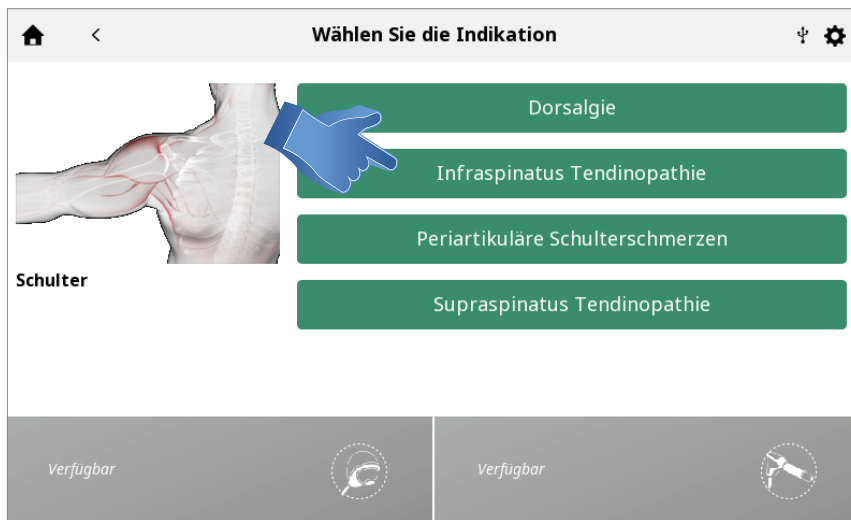 Wählen Sie die Indikation
Dorsalgie
Infraspinatus Tendinopathie
Periartikuläre Schulterschmerzen
Supraspinatus Tendinopathie
Schulter
Verfügbar
Verfügbar